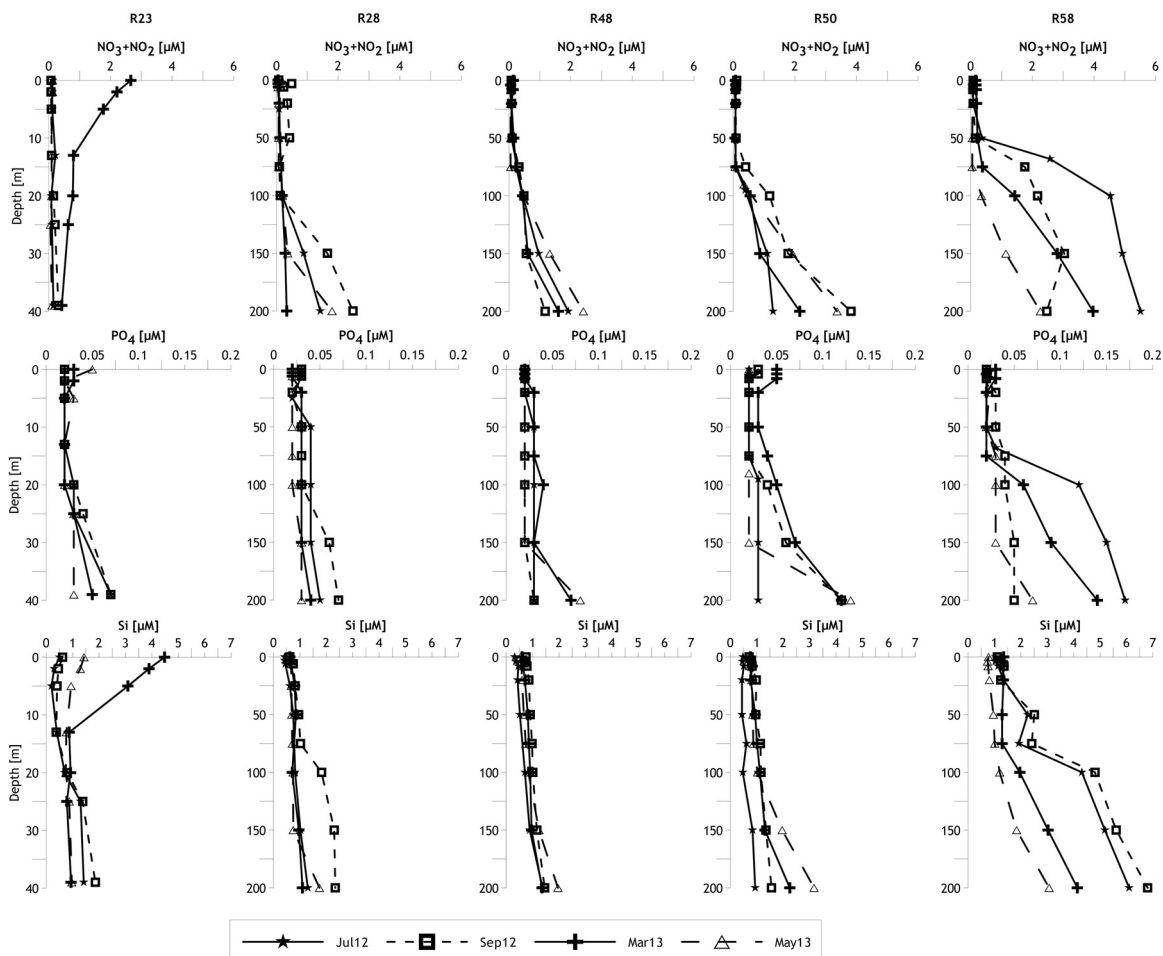 R23 R28 R48 R50 R58
NO3+NO2 [µM] NO3+NO2 [µM] NO3+NO2 [µM] NO3+NO2 [µM] NO3+NO2 [µM]
0 2 4 6 0 2 4 6 0 2 4 6 0 2 4 6 0 2 4 6
0 0 0 0 0
10 50 50 50 50
Depth [m]
20 100 100 100 100
30 150 150 150 150
40 200 200 200 200
PO4 [µM] PO4 [µM] PO4 [µM] PO4 [µM] PO4 [µM]
0 0.05 0.1 0.15 0.2 0 0.05 0.1 0.15 0.2 0 0.05 0.1 0.15 0.2 0 0.05 0.1 0.15 0.2 0 0.05 0.1 0.15 0.2
0 0 0 0 0
10 50 50 50 50
Depth [m]
20 100 100 100 100
30 150 150 150 150
40 200 200 200 200
Si [µM] Si [µM] Si [µM] Si [µM] Si [µM]
0 1 2 3 4 5 6 7 0 1 2 3 4 5 6 7 0 1 2 3 4 5 6 7 0 1 2 3 4 5 6 7 0 1 2 3 4 5 6 7
0 0 0 0 0
10 50 50 50 50
Depth [m]
20 100 100 100 100
30 150 150 150 150
40 200 200 200 200
Jul12 Sep12 Mar13 May13